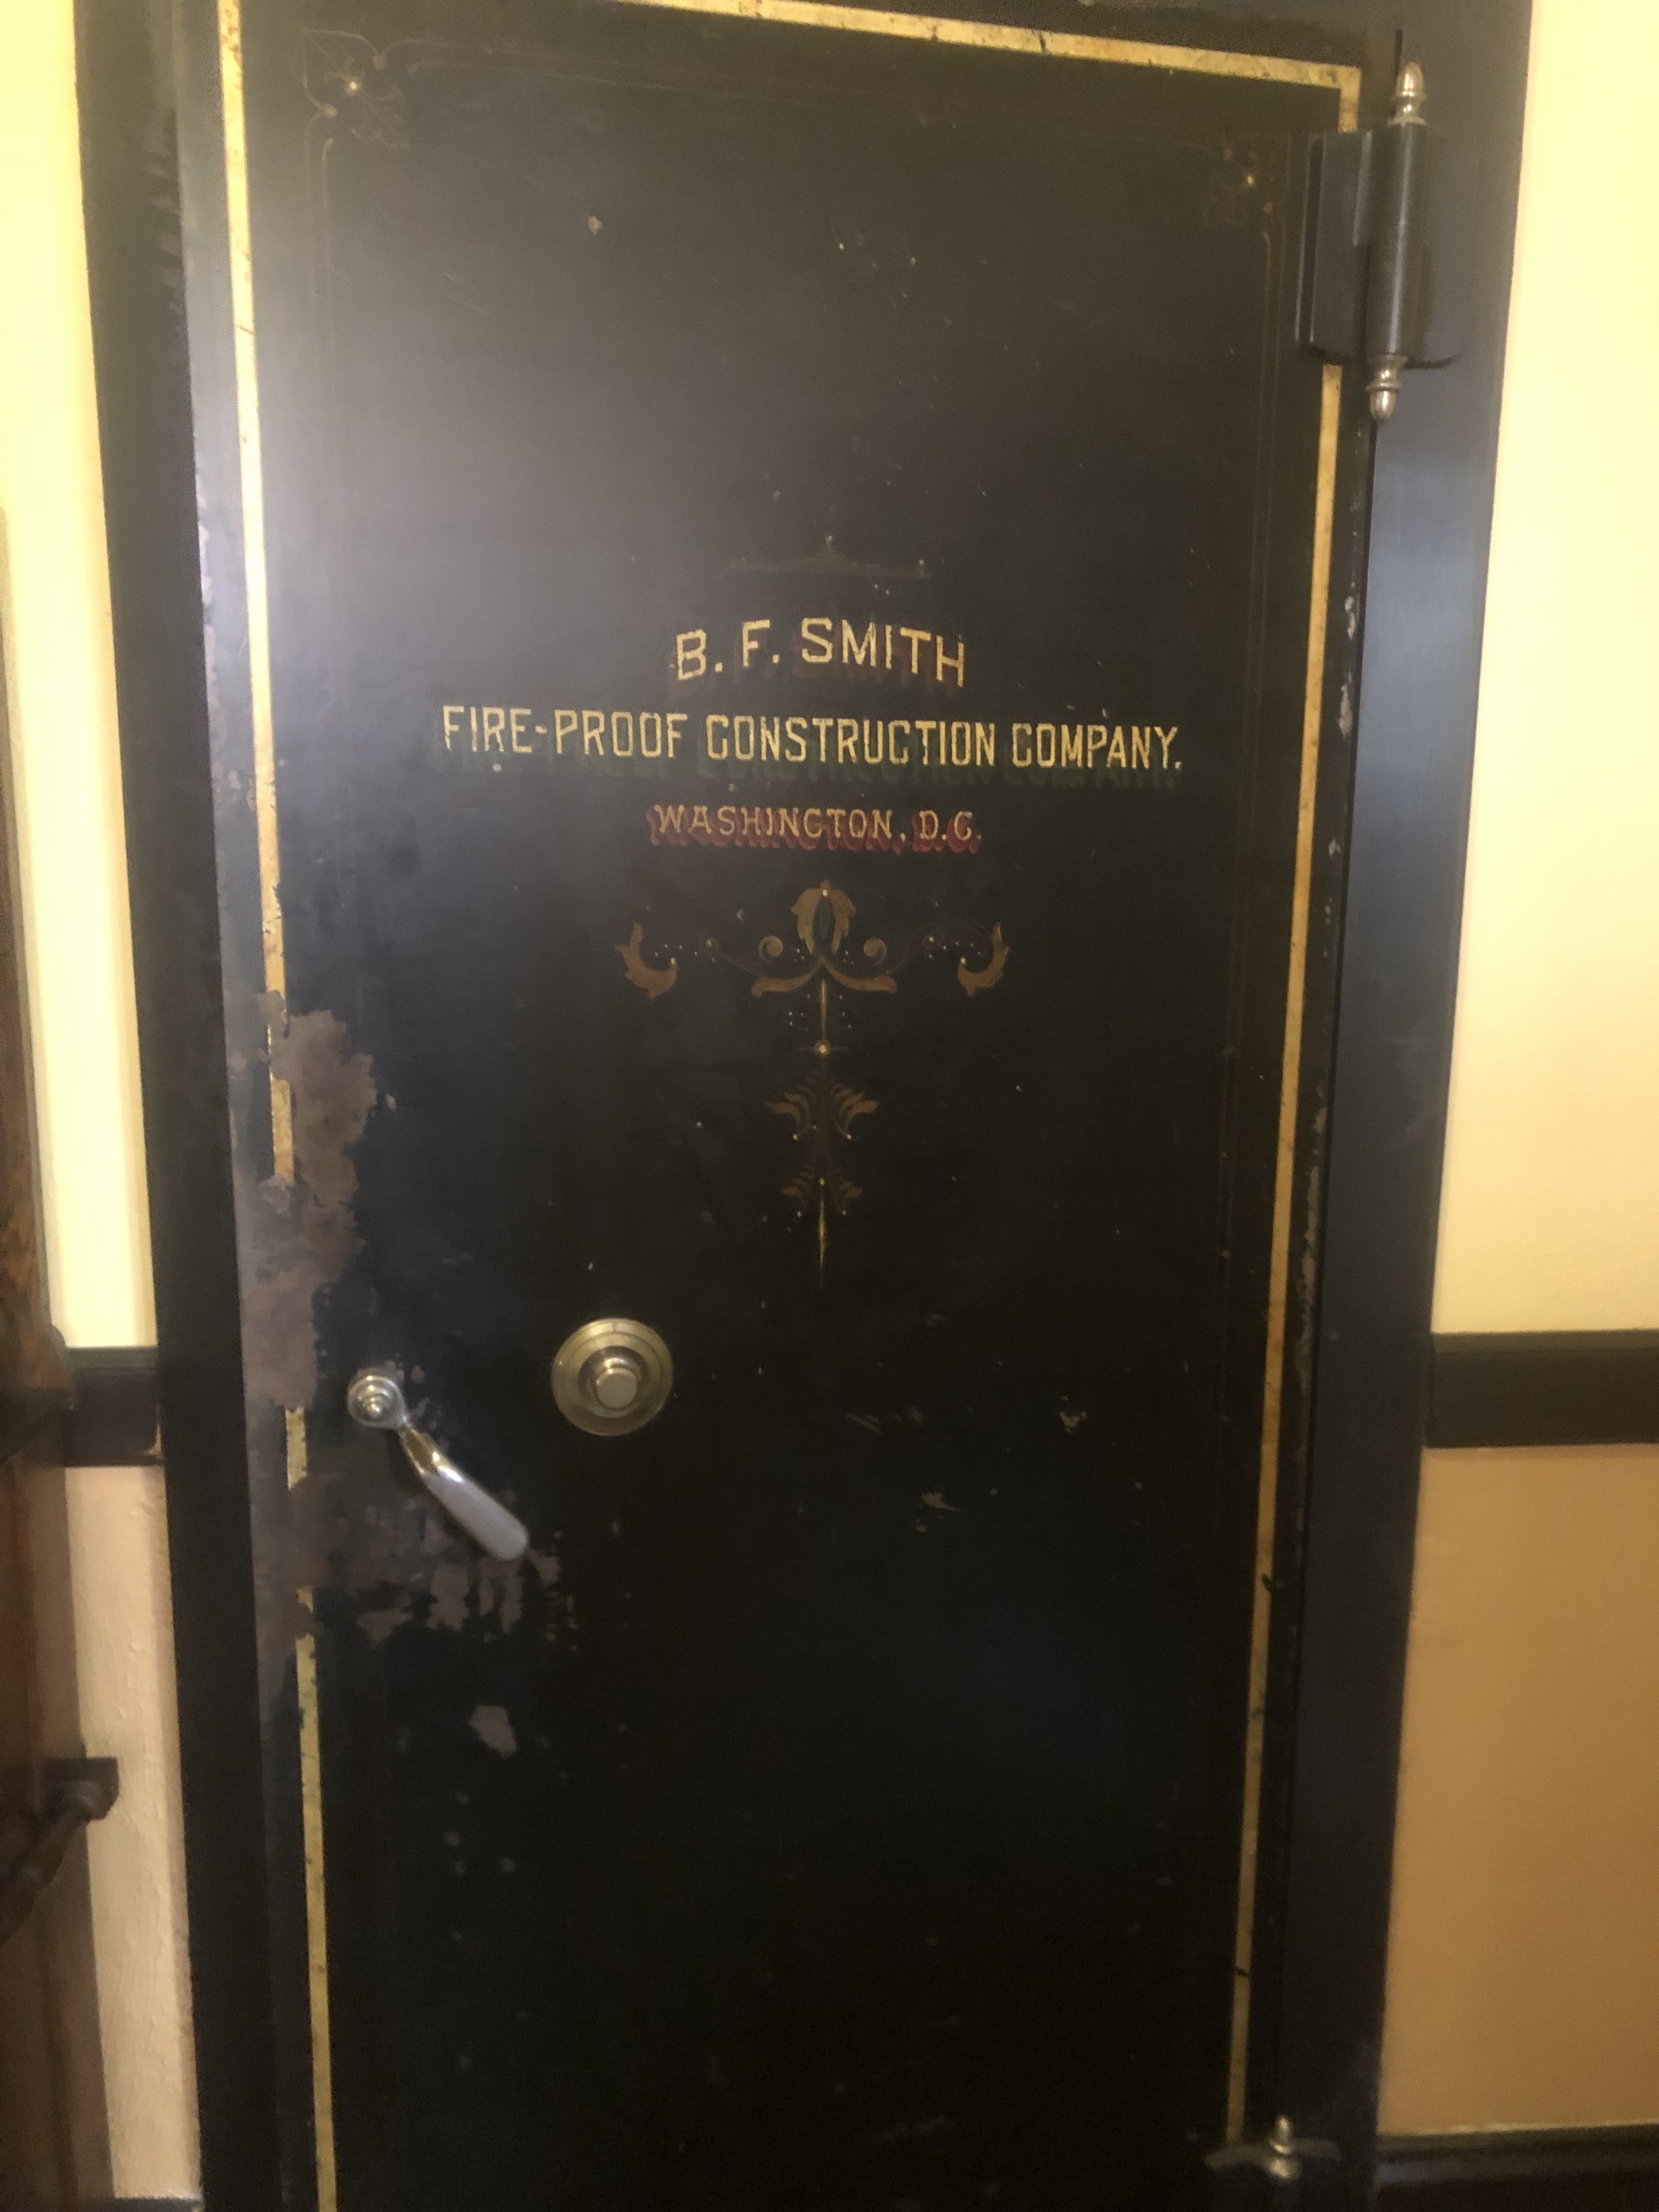 B. F. SMITH
FIRE-PROOF CONSTRUCTION COMPANY.
WASHINGTON, D.C.